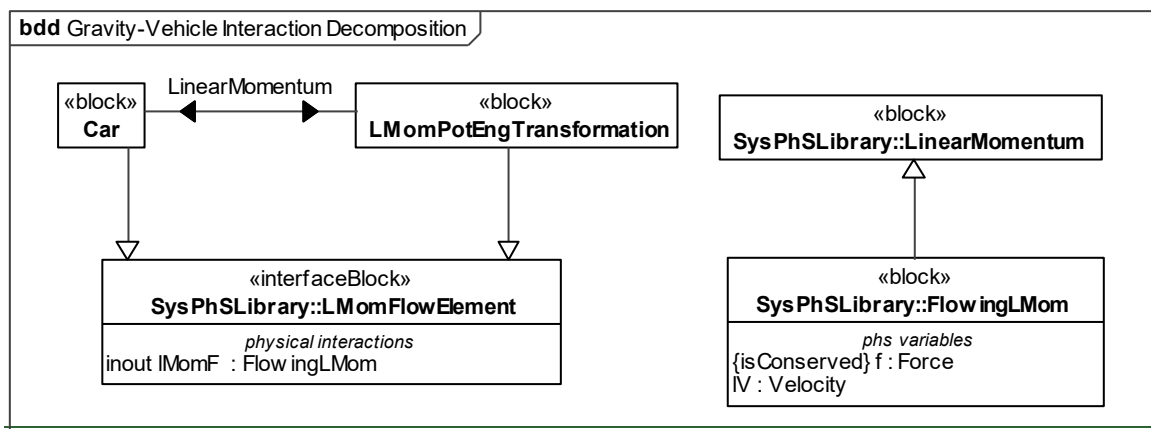 bdd Gravity-Vehicle Interaction Decomposition
LinearMomentum
«block»
Car
«block»
LMomPotEngTransformation
«block»
SysPhSLibrary::LinearMomentum
«interfaceBlock»
SysPhSLibrary::LMomFlowElement
physical interactions
inout lMomF : FlowingLMom
«block»
SysPhSLibrary::FlowingLMom
phs variables
{isConserved} f : Force
lV : Velocity